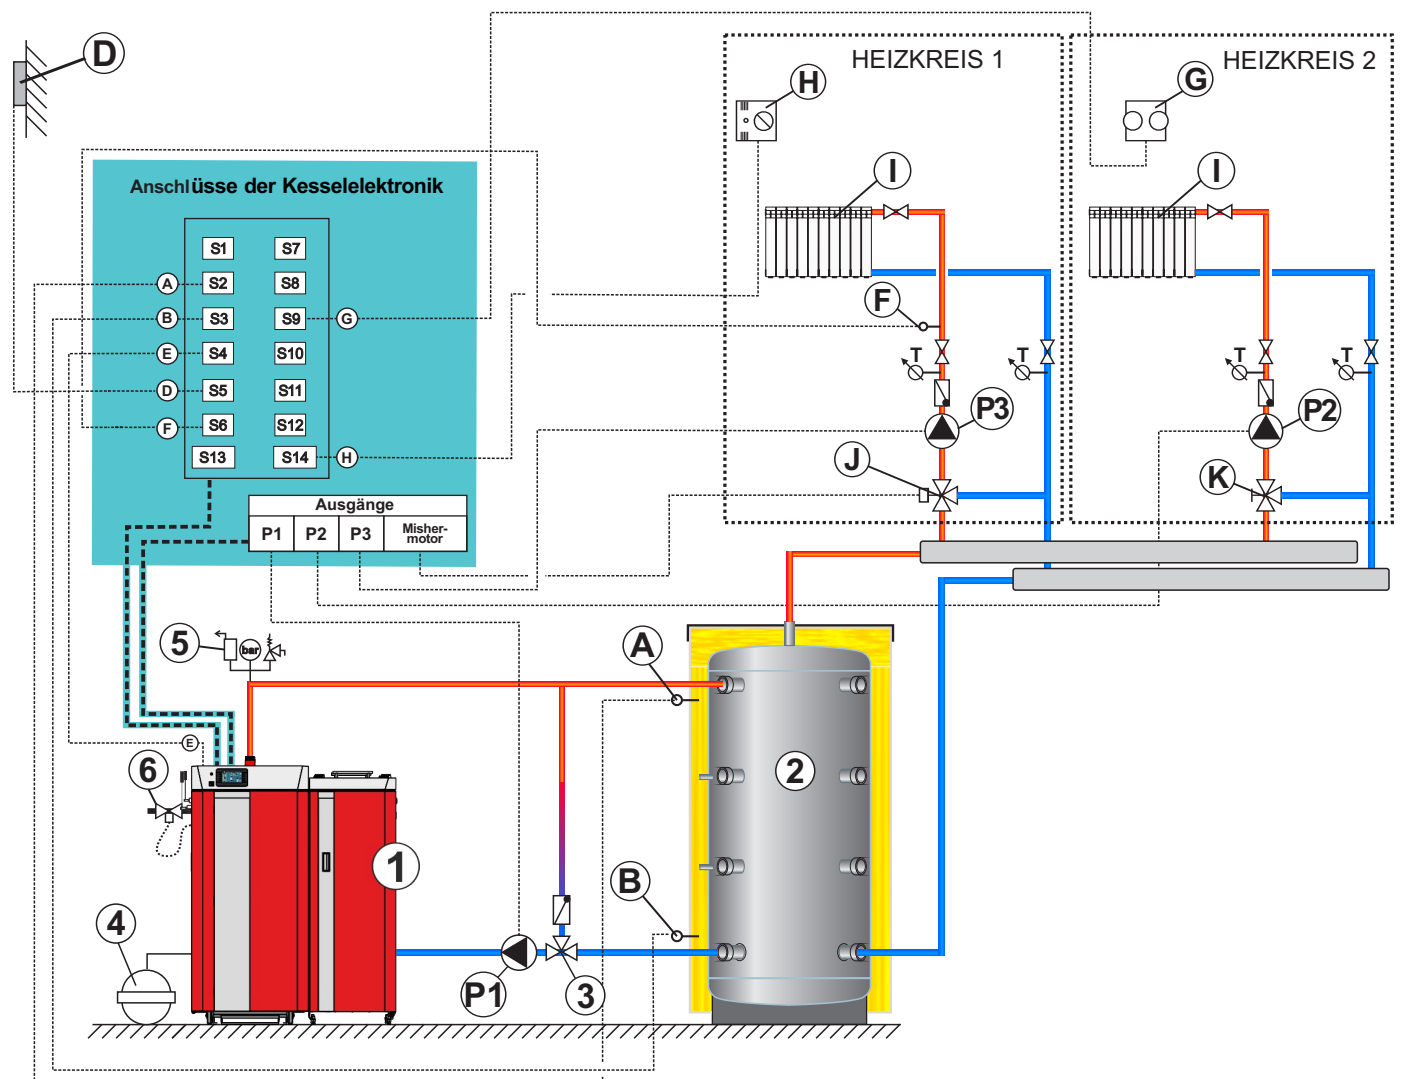 D
HEIZKREIS 1
HEIZKREIS 2
H
G
Anschlüsse der Kesselelektronik
I
I
S1 S7
A S2 S8
B S3 S9 G
E S4 S10
D S5 S11
F S6 S12
S13 S14 H
F
T T T T
P3 P2
J K
Ausgänge
P1 P2 P3 Misher-
motor
5 bar
A
E
6
2
1
B
4
P1 3